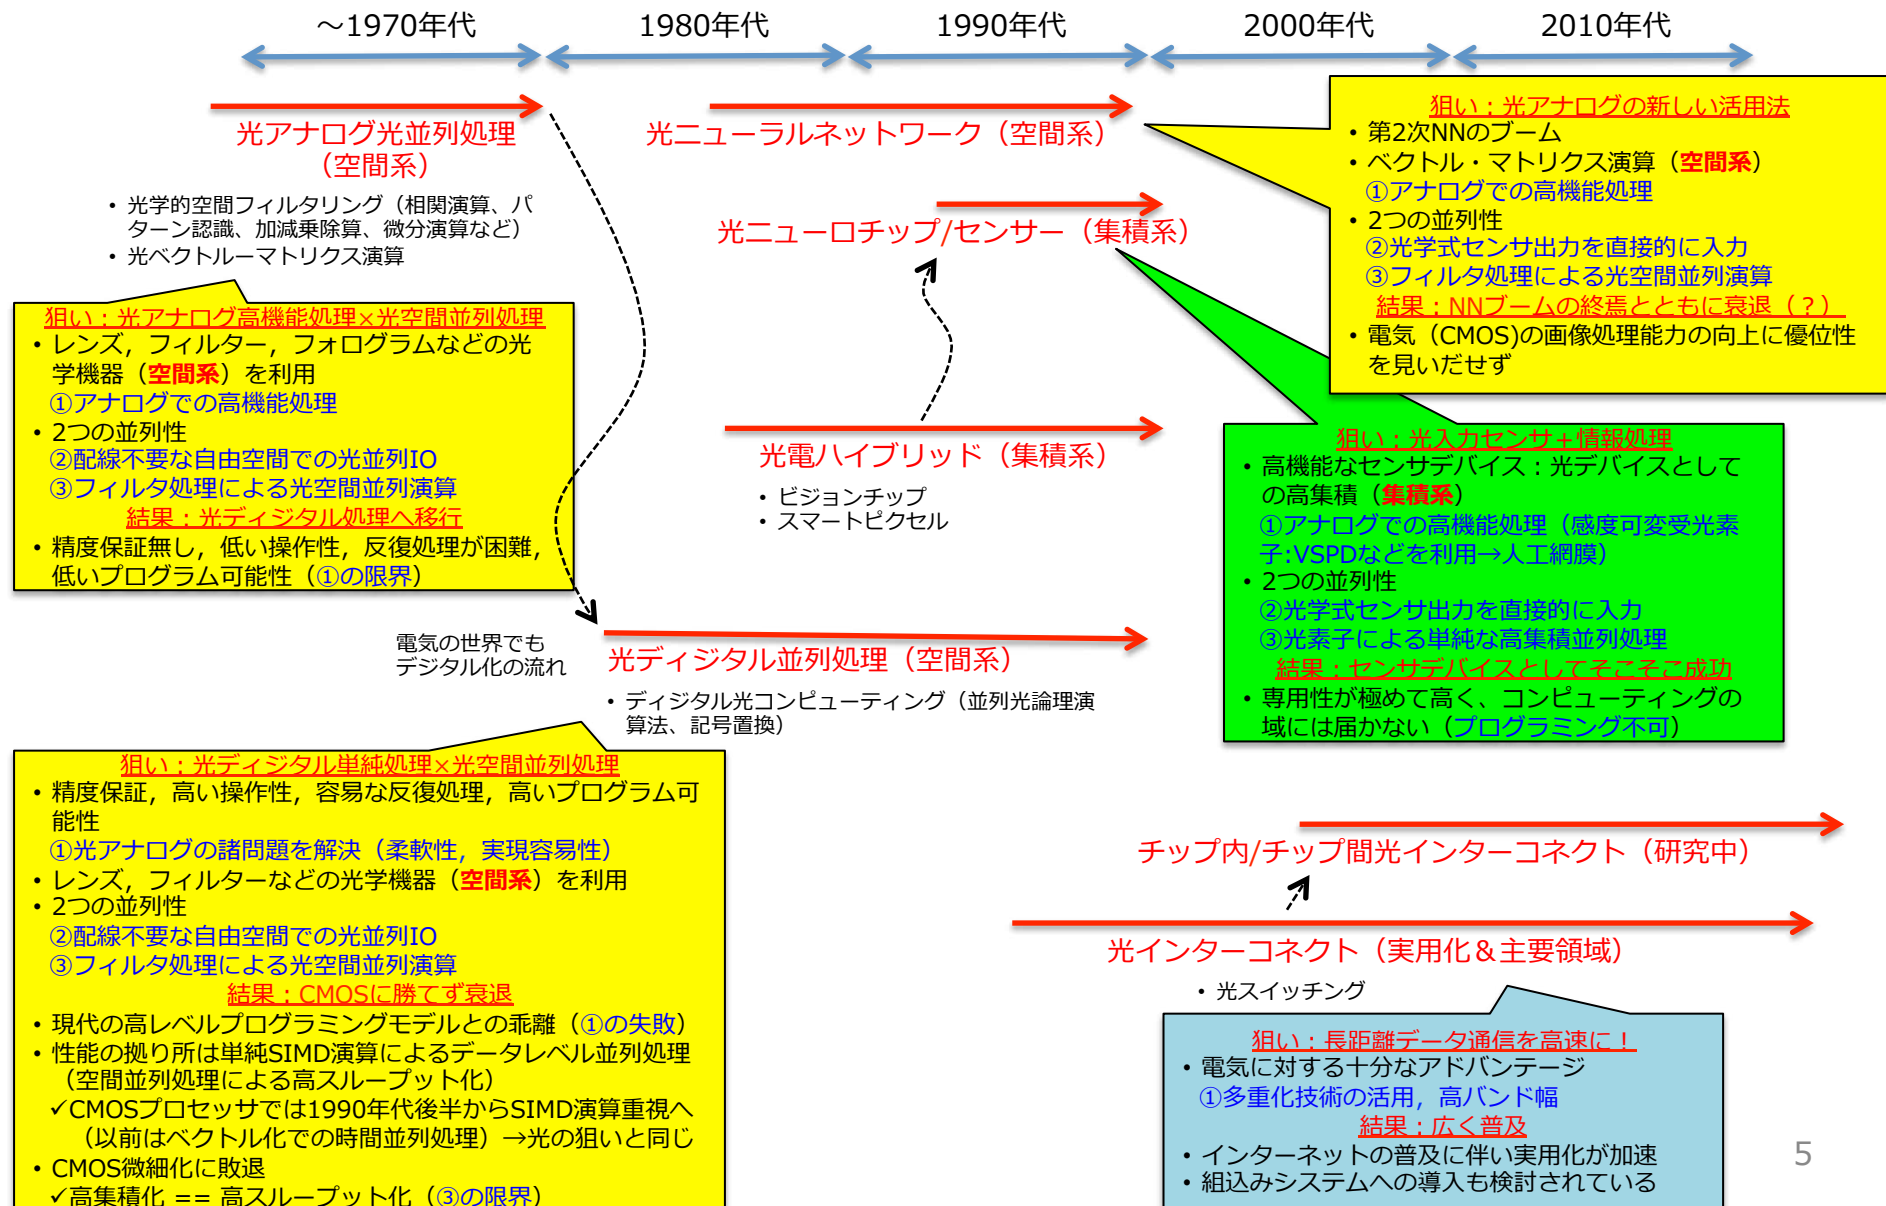 ～1970年代
1980年代
1990年代
2000年代
2010年代
光アナログ光並列処理
（空間系）
• 光学的空間フィルタリング（相関演算、パ
ターン認識、加減乗除算、微分演算など）
• 光ベクトルーマトリクス演算
狙い：光アナログ高機能処理×光空間並列処理
• レンズ，フィルター，フォログラムなどの光
学機器（空間系）を利用
①アナログでの高機能処理
• 2つの並列性
②配線不要な自由空間での光並列IO
③フィルタ処理による光空間並列演算
結果：光ディジタル処理へ移行
• 精度保証無し，低い操作性，反復処理が困難，
低いプログラム可能性（①の限界）
光ニューラルネットワーク（空間系）
光ニューロチップ/センサー（集積系）
光電ハイブリッド（集積系）
• ビジョンチップ
• スマートピクセル
狙い：光アナログの新しい活用法
• 第2次NNのブーム
• ベクトル・マトリクス演算（空間系）
①アナログでの高機能処理
• 2つの並列性
②光学式センサ出力を直接的に入力
③フィルタ処理による光空間並列演算
結果：NNブームの終焉とともに衰退（？）
• 電気（CMOS)の画像処理能力の向上に優位性
を見いだせず
狙い：光入力センサ＋情報処理
• 高機能なセンサデバイス：光デバイスとして
の高集積（集積系）
①アナログでの高機能処理（感度可変受光素
子:VSPDなどを利用→人工網膜）
• 2つの並列性
②光学式センサ出力を直接的に入力
③光素子による単純な高集積並列処理
結果：センサデバイスとしてそこそこ成功
• 専用性が極めて高く、コンピューティングの
域には届かない（プログラミング不可）
電気の世界でも
デジタル化の流れ
光ディジタル並列処理（空間系）
• ディジタル光コンピューティング（並列光論理演
算法、記号置換）
狙い：光ディジタル単純処理×光空間並列処理
• 精度保証，高い操作性，容易な反復処理，高いプログラム可
能性
①光アナログの諸問題を解決（柔軟性，実現容易性）
• レンズ，フィルターなどの光学機器（空間系）を利用
• 2つの並列性
②配線不要な自由空間での光並列IO
③フィルタ処理による光空間並列演算
結果：CMOSに勝てず衰退
• 現代の高レベルプログラミングモデルとの乖離（①の失敗）
• 性能の拠り所は単純SIMD演算によるデータレベル並列処理
（空間並列処理による高スループット化）
✓CMOSプロセッサでは1990年代後半からSIMD演算重視へ
（以前はベクトル化での時間並列処理）→光の狙いと同じ
• CMOS微細化に敗退
✓高集積化 == 高スループット化（③の限界）
チップ内/チップ間光インターコネクト（研究中）
光インターコネクト（実用化＆主要領域）
• 光スイッチング
狙い：長距離データ通信を高速に！
• 電気に対する十分なアドバンテージ
①多重化技術の活用，高バンド幅
結果：広く普及
• インターネットの普及に伴い実用化が加速
• 組込みシステムへの導入も検討されている
5